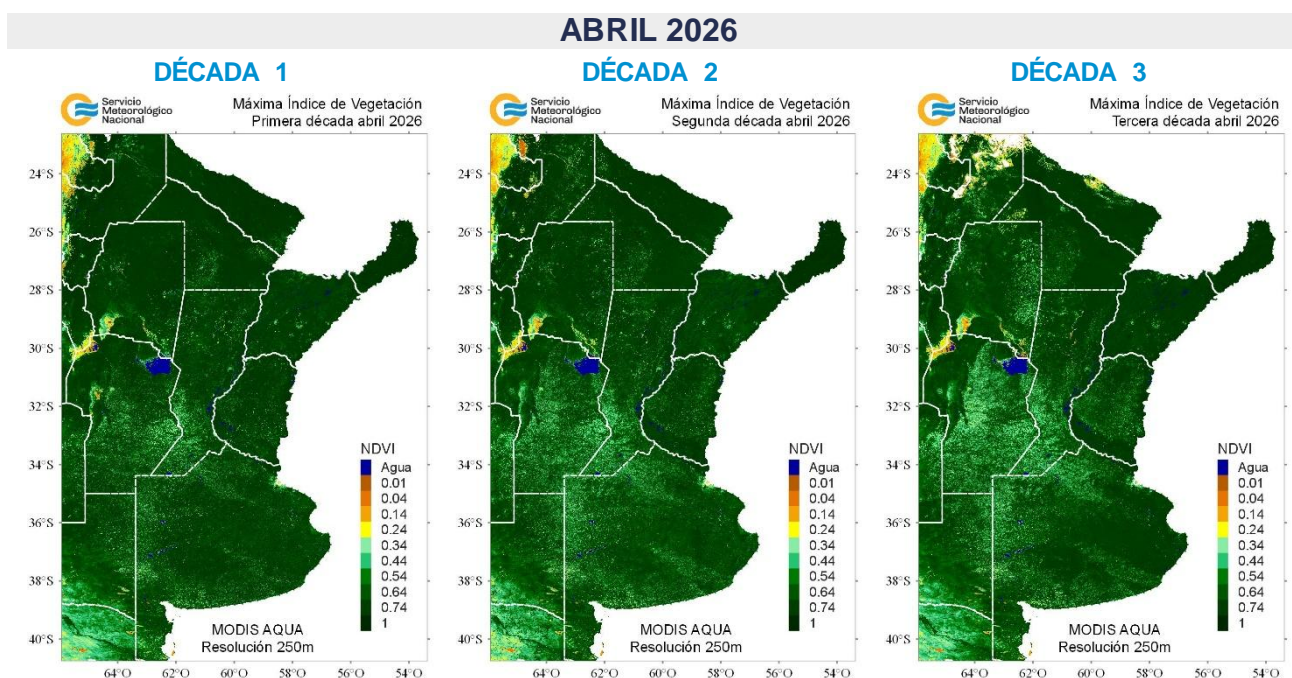 ABRIL 2026
DÉCADA 1
Servicio
Meteorológico
Nacional
Máxima Índice de Vegetación
Primera década abril 2026
24°S
26°S
28°S
30°S
32°S
34°S
36°S
38°S
40°S
NDVI
Agua
0.01
0.04
0.14
0.24
0.34
0.44
0.54
0.64
0.74
1
MODIS AQUA
Resolución 250m
64°O 62°O 60°O 58°O 56°O 54°O
DÉCADA 2
Servicio
Meteorológico
Nacional
Máxima Índice de Vegetación
Segunda década abril 2026
24°S
26°S
28°S
30°S
32°S
34°S
36°S
38°S
40°S
NDVI
Agua
0.01
0.04
0.14
0.24
0.34
0.44
0.54
0.64
0.74
1
MODIS AQUA
Resolución 250m
64°O 62°O 60°O 58°O 56°O 54°O
DÉCADA 3
Servicio
Meteorológico
Nacional
Máxima Índice de Vegetación
Tercera década abril 2026
24°S
26°S
28°S
30°S
32°S
34°S
36°S
38°S
40°S
NDVI
Agua
0.01
0.04
0.14
0.24
0.34
0.44
0.54
0.64
0.74
1
MODIS AQUA
Resolución 250m
64°O 62°O 60°O 58°O 56°O 54°O